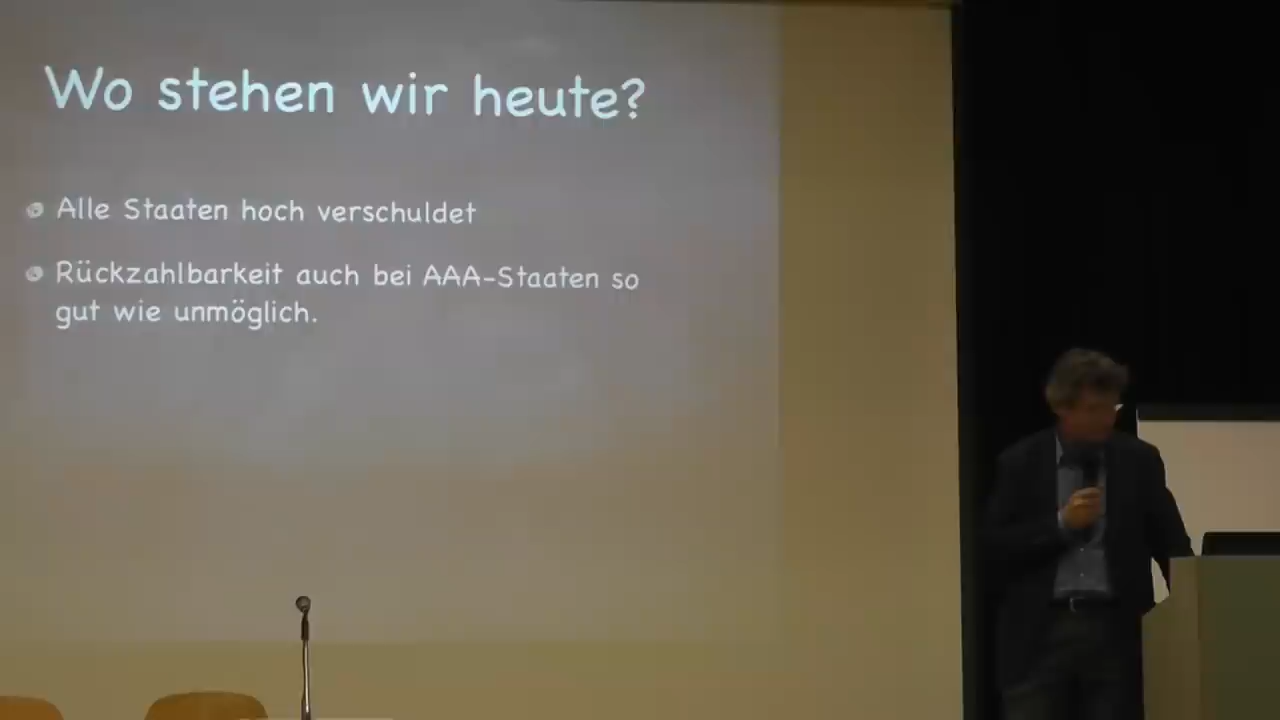 Wo stehen wir heute?
Alle Staaten hoch verschuldet
Rückzahlbarkeit auch bei AAA-Staaten so
gut wie unmöglich.